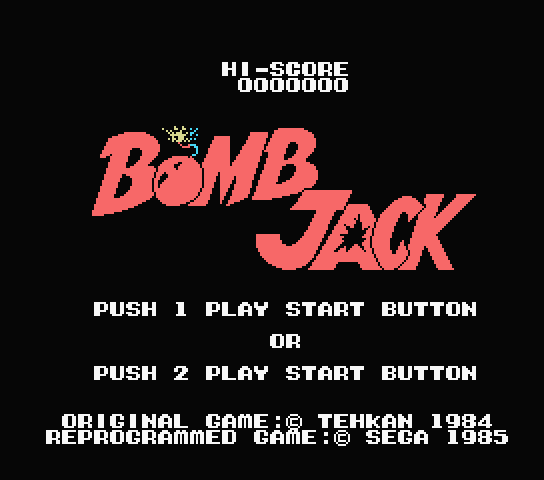 HI-SCORE
0000000
BOMB
JACK
PUSH 1 PLAY START BUTTON
OR
PUSH 2 PLAY START BUTTON
ORIGINAL GAME:© TEHKAN 1984
REPROGRAMMED GAME:© SEGA 1985